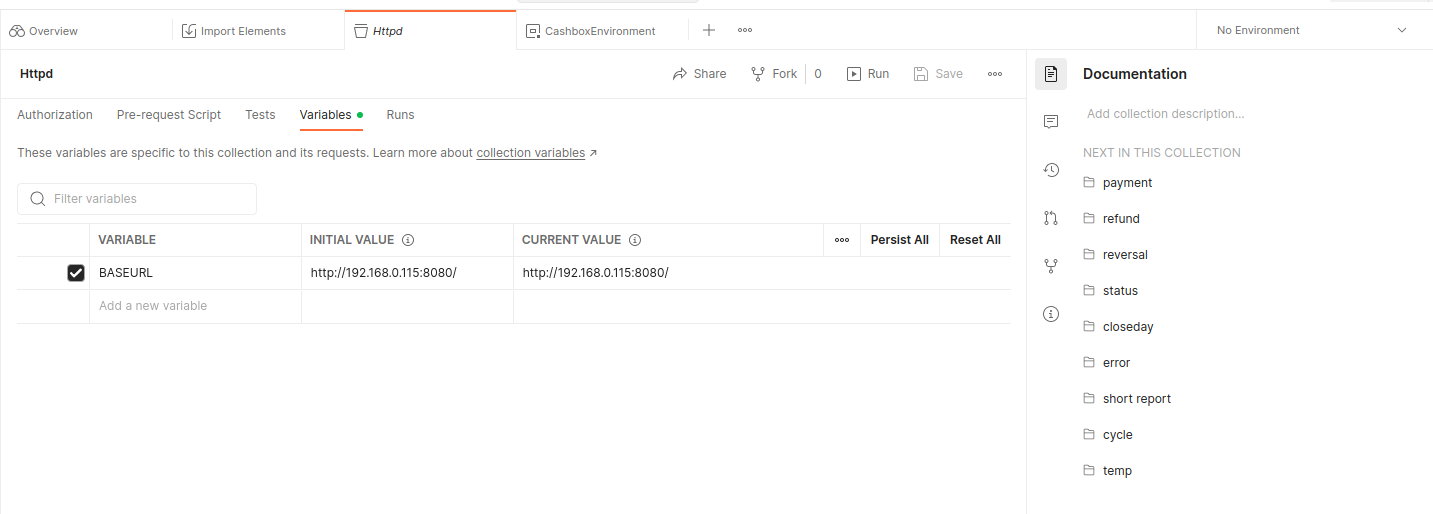 Overview
Import Elements
Httpd
CashboxEnvironment
No Environment
Httpd
Share
Fork
0
Run
Save
Authorization
Pre-request Script
Tests
Variables
Runs
These variables are specific to this collection and its requests. Learn more about collection variables ↗
Filter variables
VARIABLE
INITIAL VALUE
CURRENT VALUE
Persist All
Reset All
BASEURL
http://192.168.0.115:8080/
http://192.168.0.115:8080/
Add a new variable
Documentation
Add collection description...
NEXT IN THIS COLLECTION
payment
refund
reversal
status
closeday
error
short report
cycle
temp